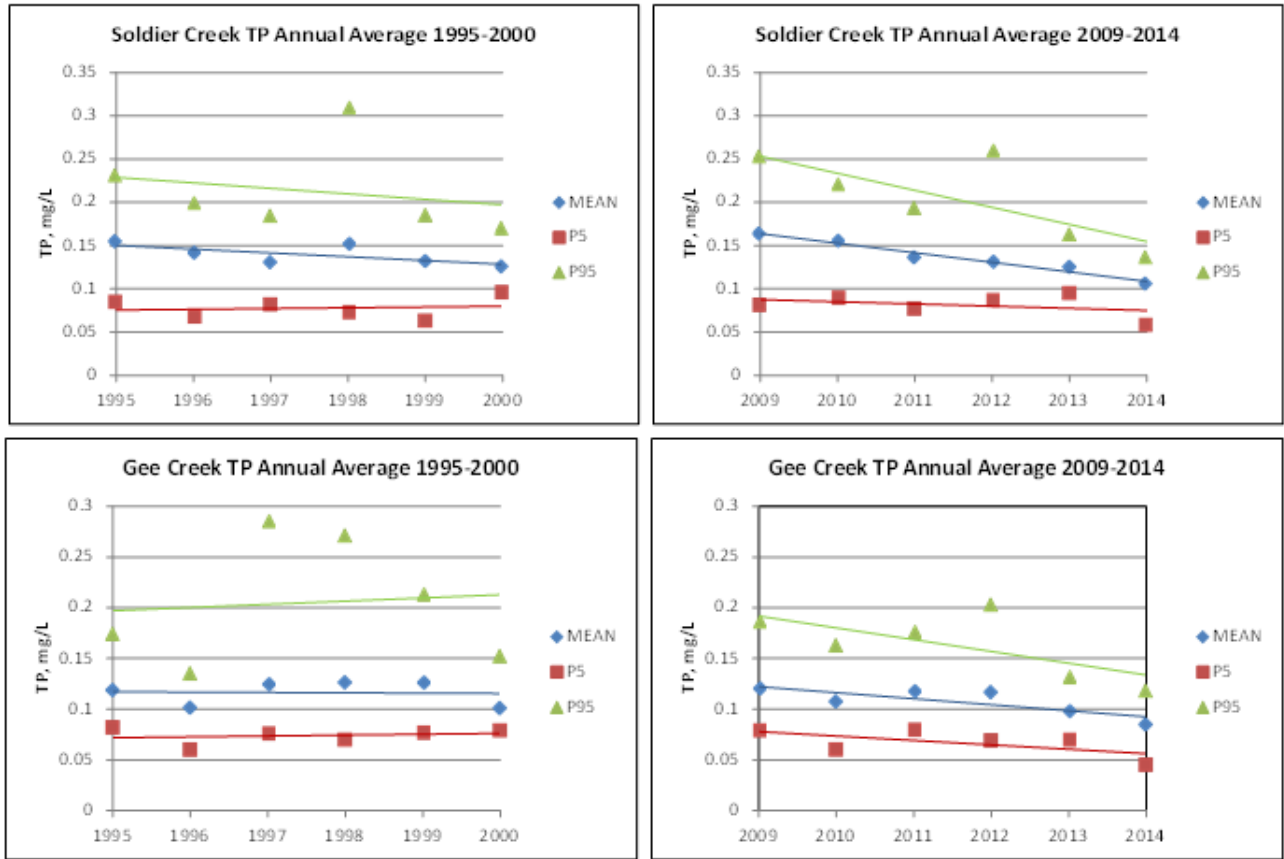 Soldier Creek TP Annual Average 1995-2000
0.35
0.3
0.25
0.2
0.15
0.1
0.05
0
TP, mg/L
1995 1996 1997 1998 1999 2000
MEAN
P5
P95
Soldier Creek TP Annual Average 2009-2014
0.35
0.3
0.25
0.2
0.15
0.1
0.05
0
TP, mg/L
2009 2010 2011 2012 2013 2014
MEAN
P5
P95
Gee Creek TP Annual Average 1995-2000
0.3
0.25
0.2
0.15
0.1
0.05
0
TP, mg/L
1995 1996 1997 1998 1999 2000
MEAN
P5
P95
Gee Creek TP Annual Average 2009-2014
0.3
0.25
0.2
0.15
0.1
0.05
0
TP, mg/L
2009 2010 2011 2012 2013 2014
MEAN
P5
P95